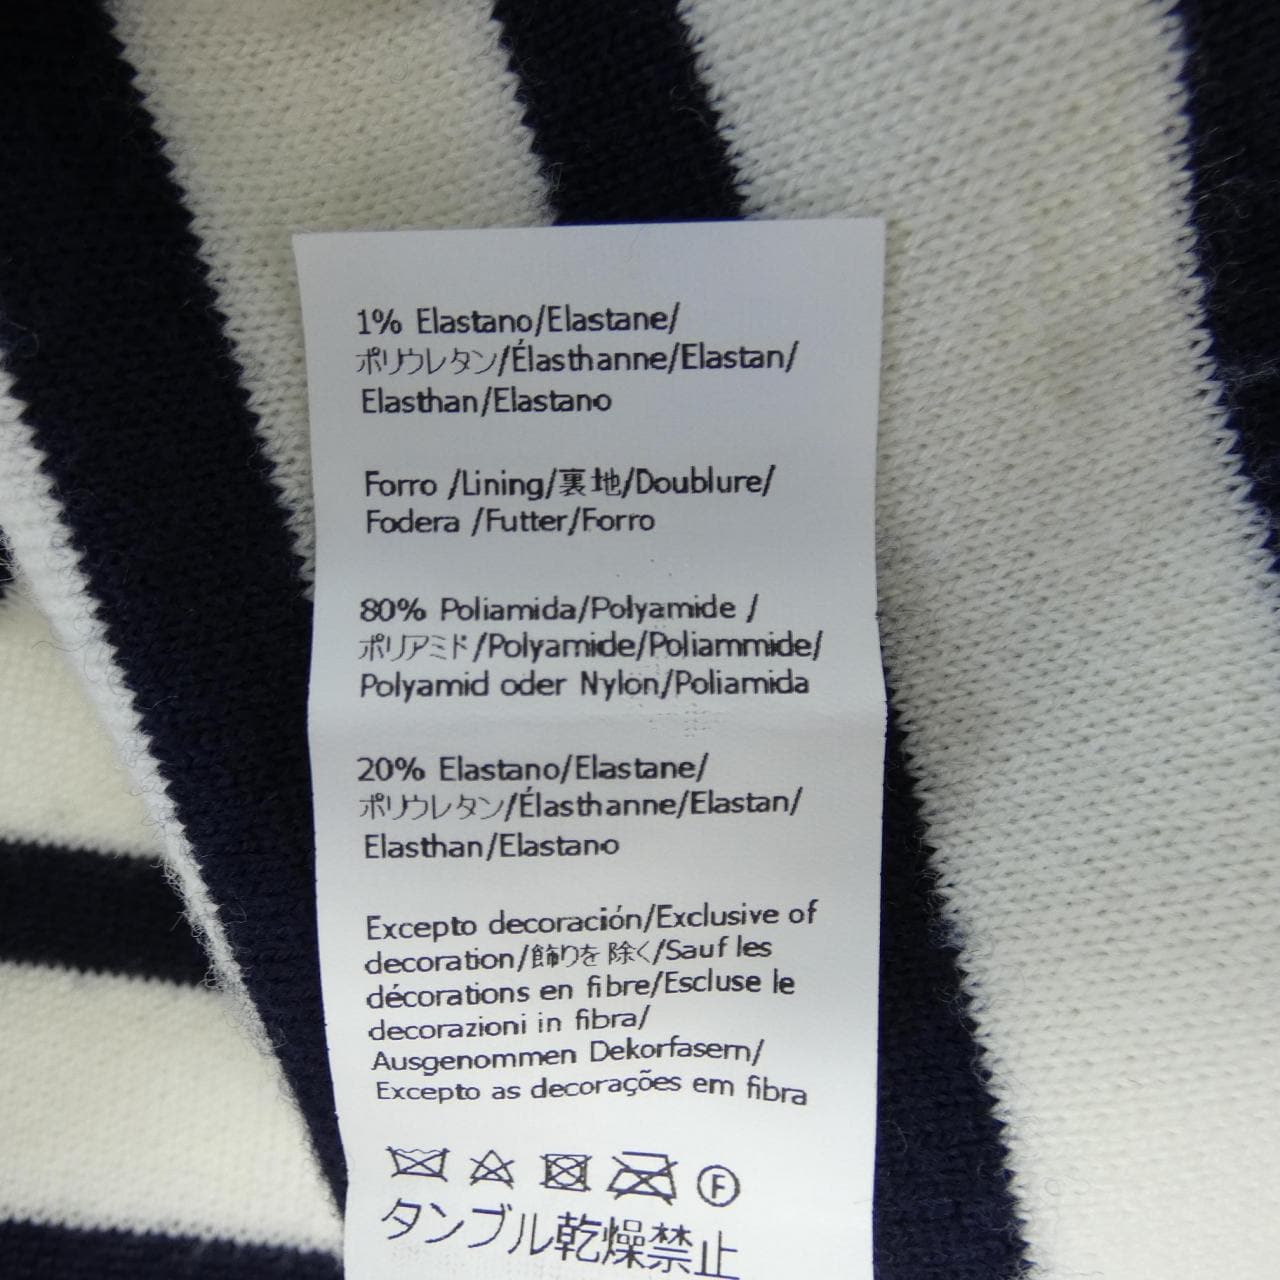 1% Elastano/Elastane/
ポリウレタン/Élasthanne/Elastan/
Elasthan/Elastano
Forro /Lining/裏地/Doublure/
Fodera /Futter/Forro
80% Poliamida/Polyamide /
ポリアミド/Polyamide/Poliammide/
Polyamid oder Nylon/Poliamida
20% Elastano/Elastane/
ポリウレタン/Élasthanne/Elastan/
Elasthan/Elastano
Excepto decoración/Exclusive of
decoration/飾りを除く/Sauf les
décorations en fibre/Escluse le
decorazioni in fibra/
Ausgenommen Dekorfasern/
Excepto as decorações em fibra
F
タンブル乾燥禁止